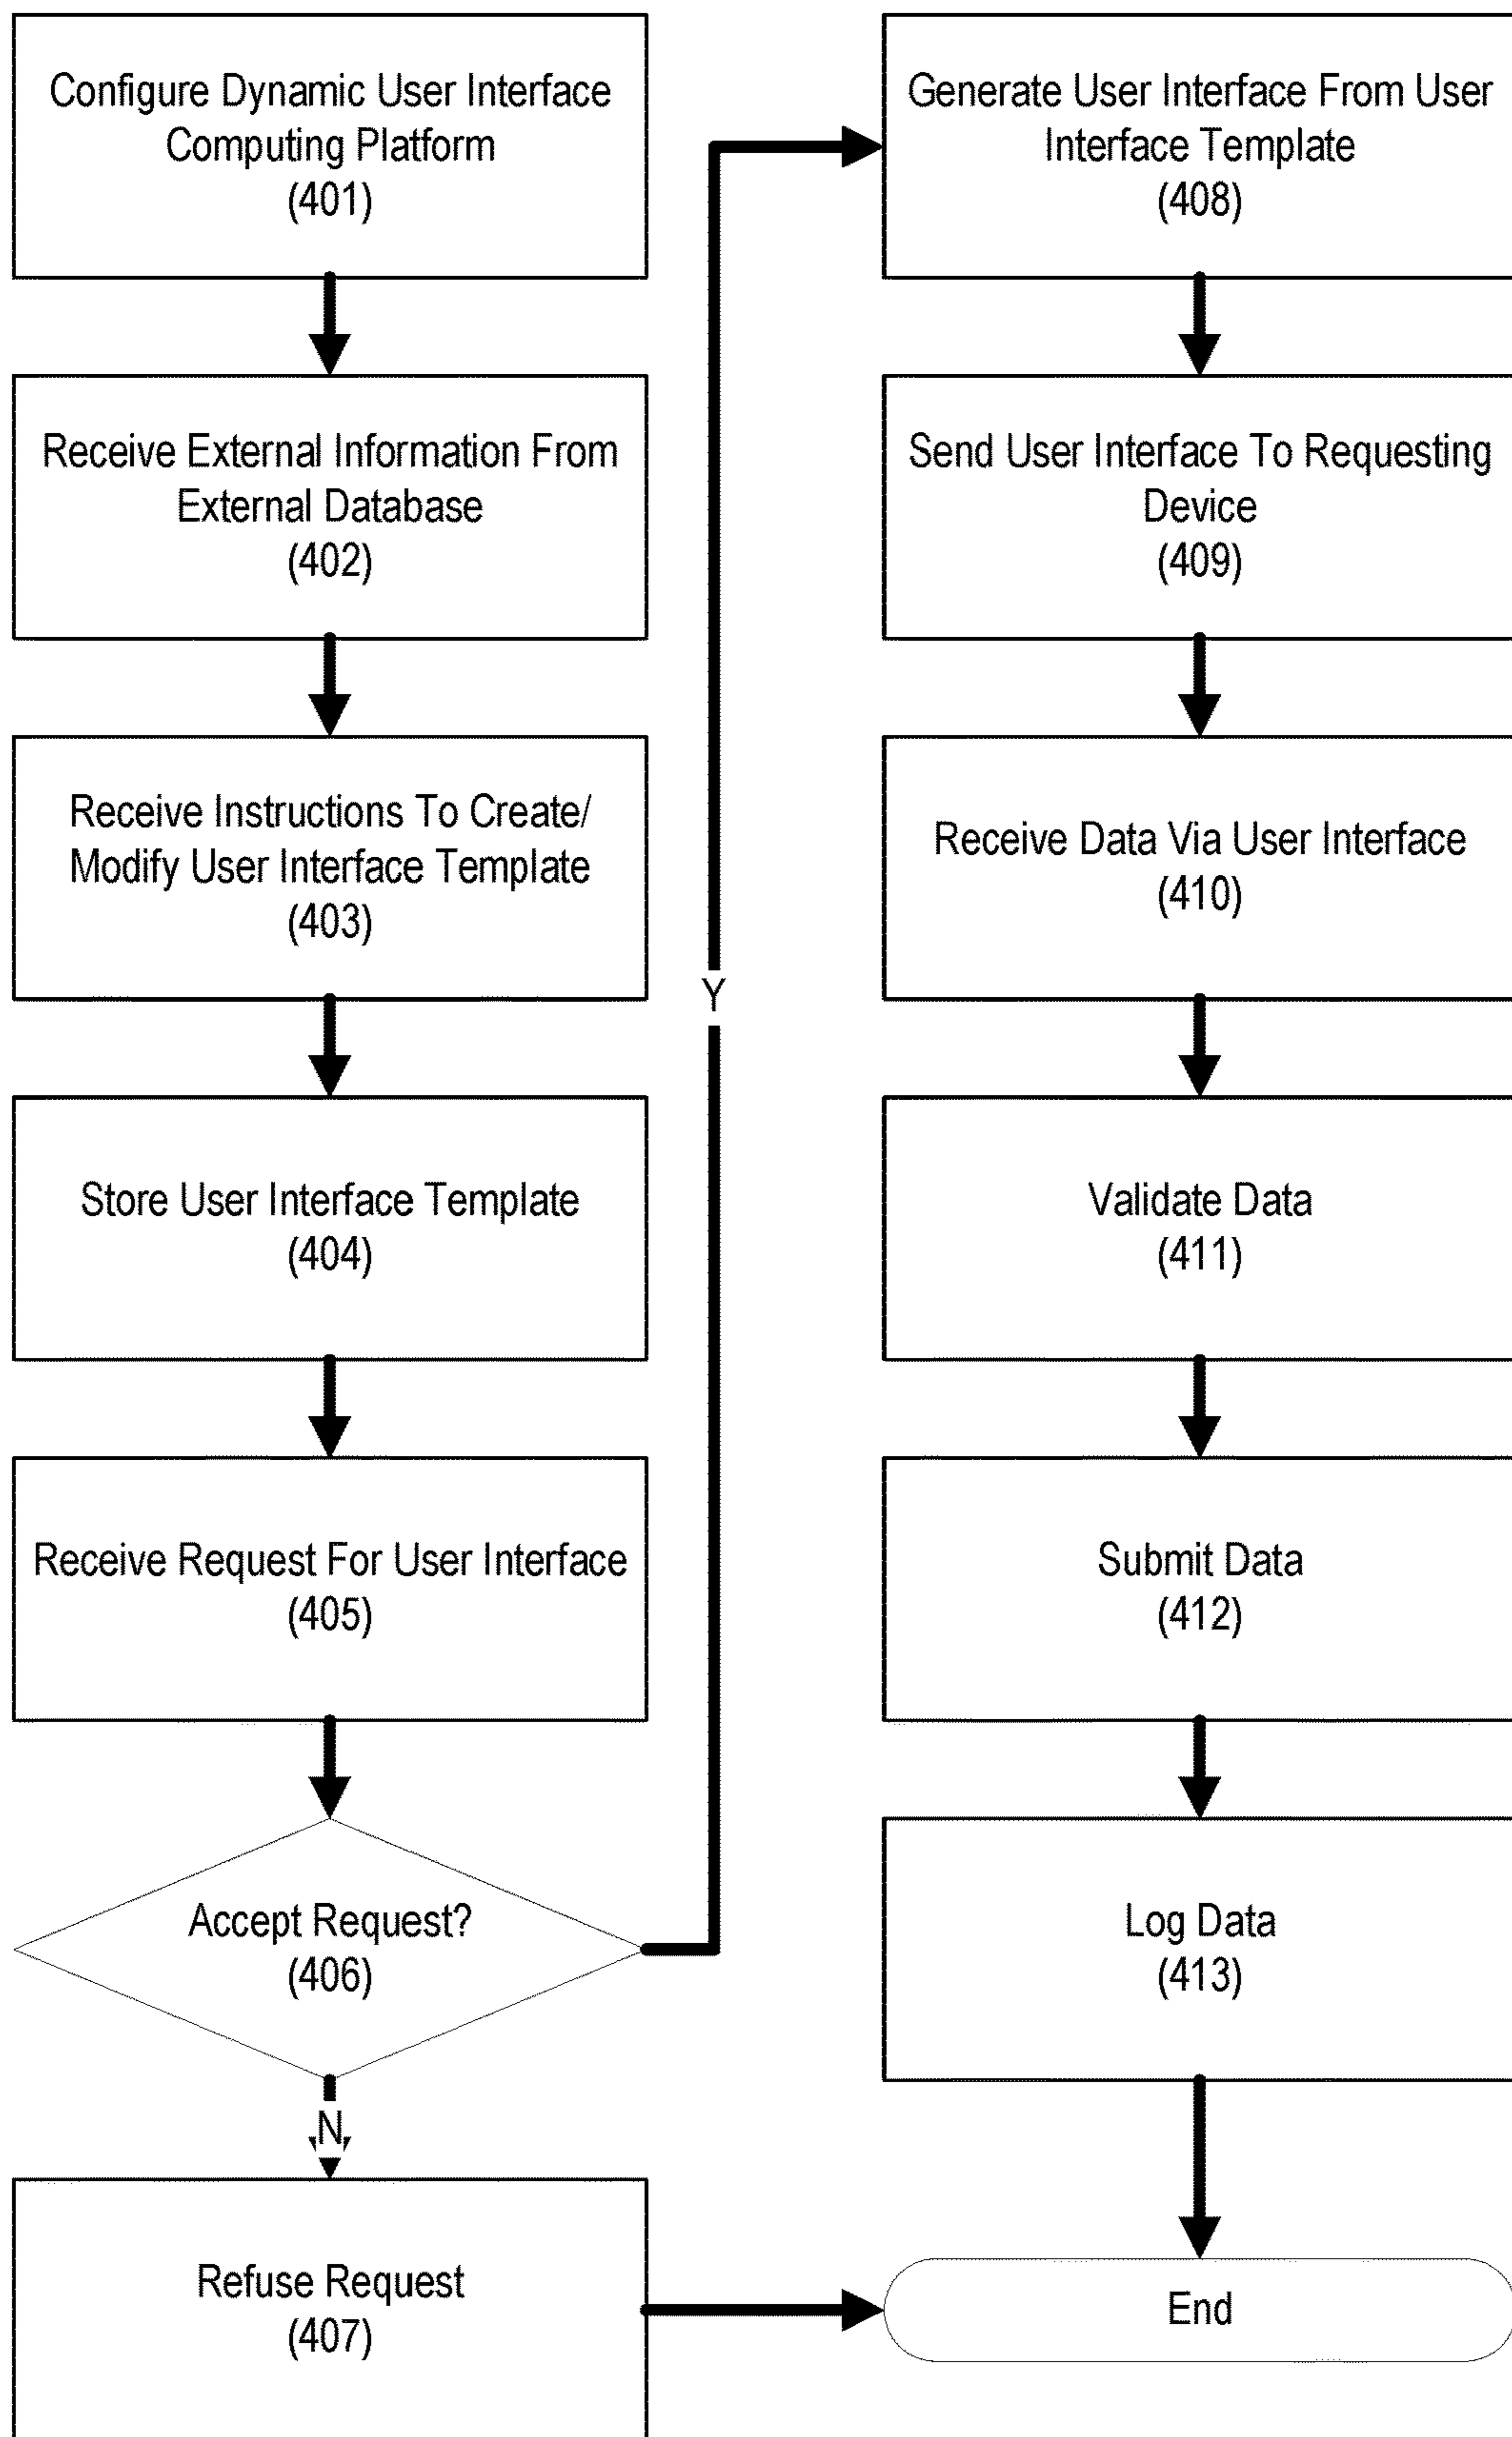 Configure Dynamic User Interface
Computing Platform
(401)
Receive External Information From
External Database
(402)
Receive Instructions To Create/
Modify User Interface Template
(403)
Store User Interface Template
(404)
Receive Request For User Interface
(405)
Accept Request?
(406)
N
Refuse Request
(407)
Y
Generate User Interface From User
Interface Template
(408)
Send User Interface To Requesting
Device
(409)
Receive Data Via User Interface
(410)
Validate Data
(411)
Submit Data
(412)
Log Data
(413)
End